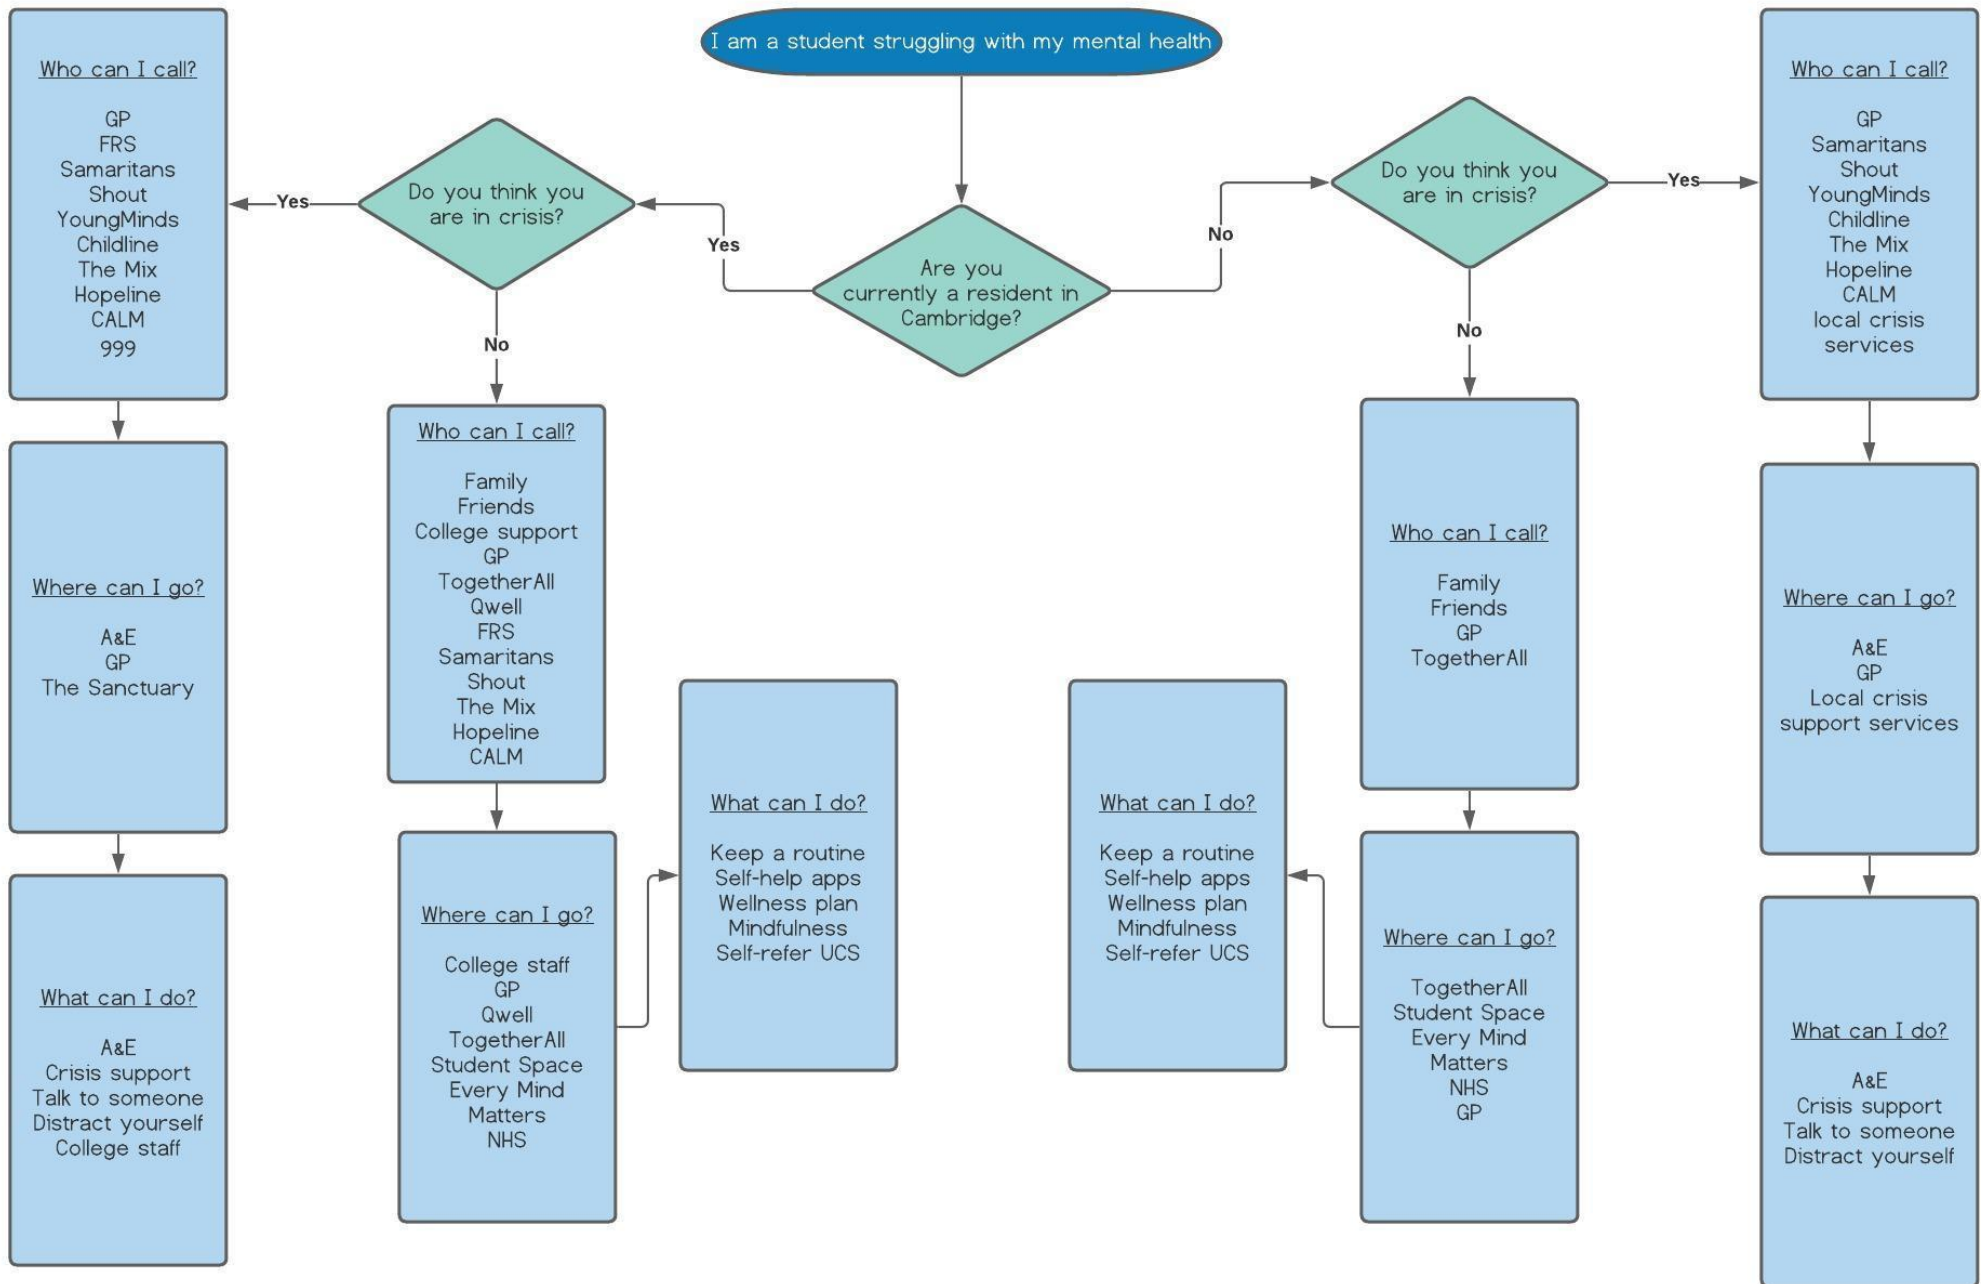 I am a student struggling with my mental health
Are you
currently a resident in
Cambridge?
Yes
Do you think you
are in crisis?
Yes
Who can I call?
GP
FRS
Samaritans
Shout
YoungMinds
Childline
The Mix
Hopeline
CALM
999
Where can I go?
A&E
GP
The Sanctuary
What can I do?
A&E
Crisis support
Talk to someone
Distract yourself
College staff
No
Who can I call?
Family
Friends
College support
GP
TogetherAll
Qwell
FRS
Samaritans
Shout
The Mix
Hopeline
CALM
Where can I go?
College staff
GP
Qwell
TogetherAll
Student Space
Every Mind
Matters
NHS
What can I do?
Keep a routine
Self-help apps
Wellness plan
Mindfulness
Self-refer UCS
No
Do you think you
are in crisis?
No
Who can I call?
Family
Friends
GP
TogetherAll
Where can I go?
TogetherAll
Student Space
Every Mind
Matters
NHS
GP
What can I do?
Keep a routine
Self-help apps
Wellness plan
Mindfulness
Self-refer UCS
Yes
Who can I call?
GP
Samaritans
Shout
YoungMinds
Childline
The Mix
Hopeline
CALM
local crisis
services
Where can I go?
A&E
GP
Local crisis
support services
What can I do?
A&E
Crisis support
Talk to someone
Distract yourself